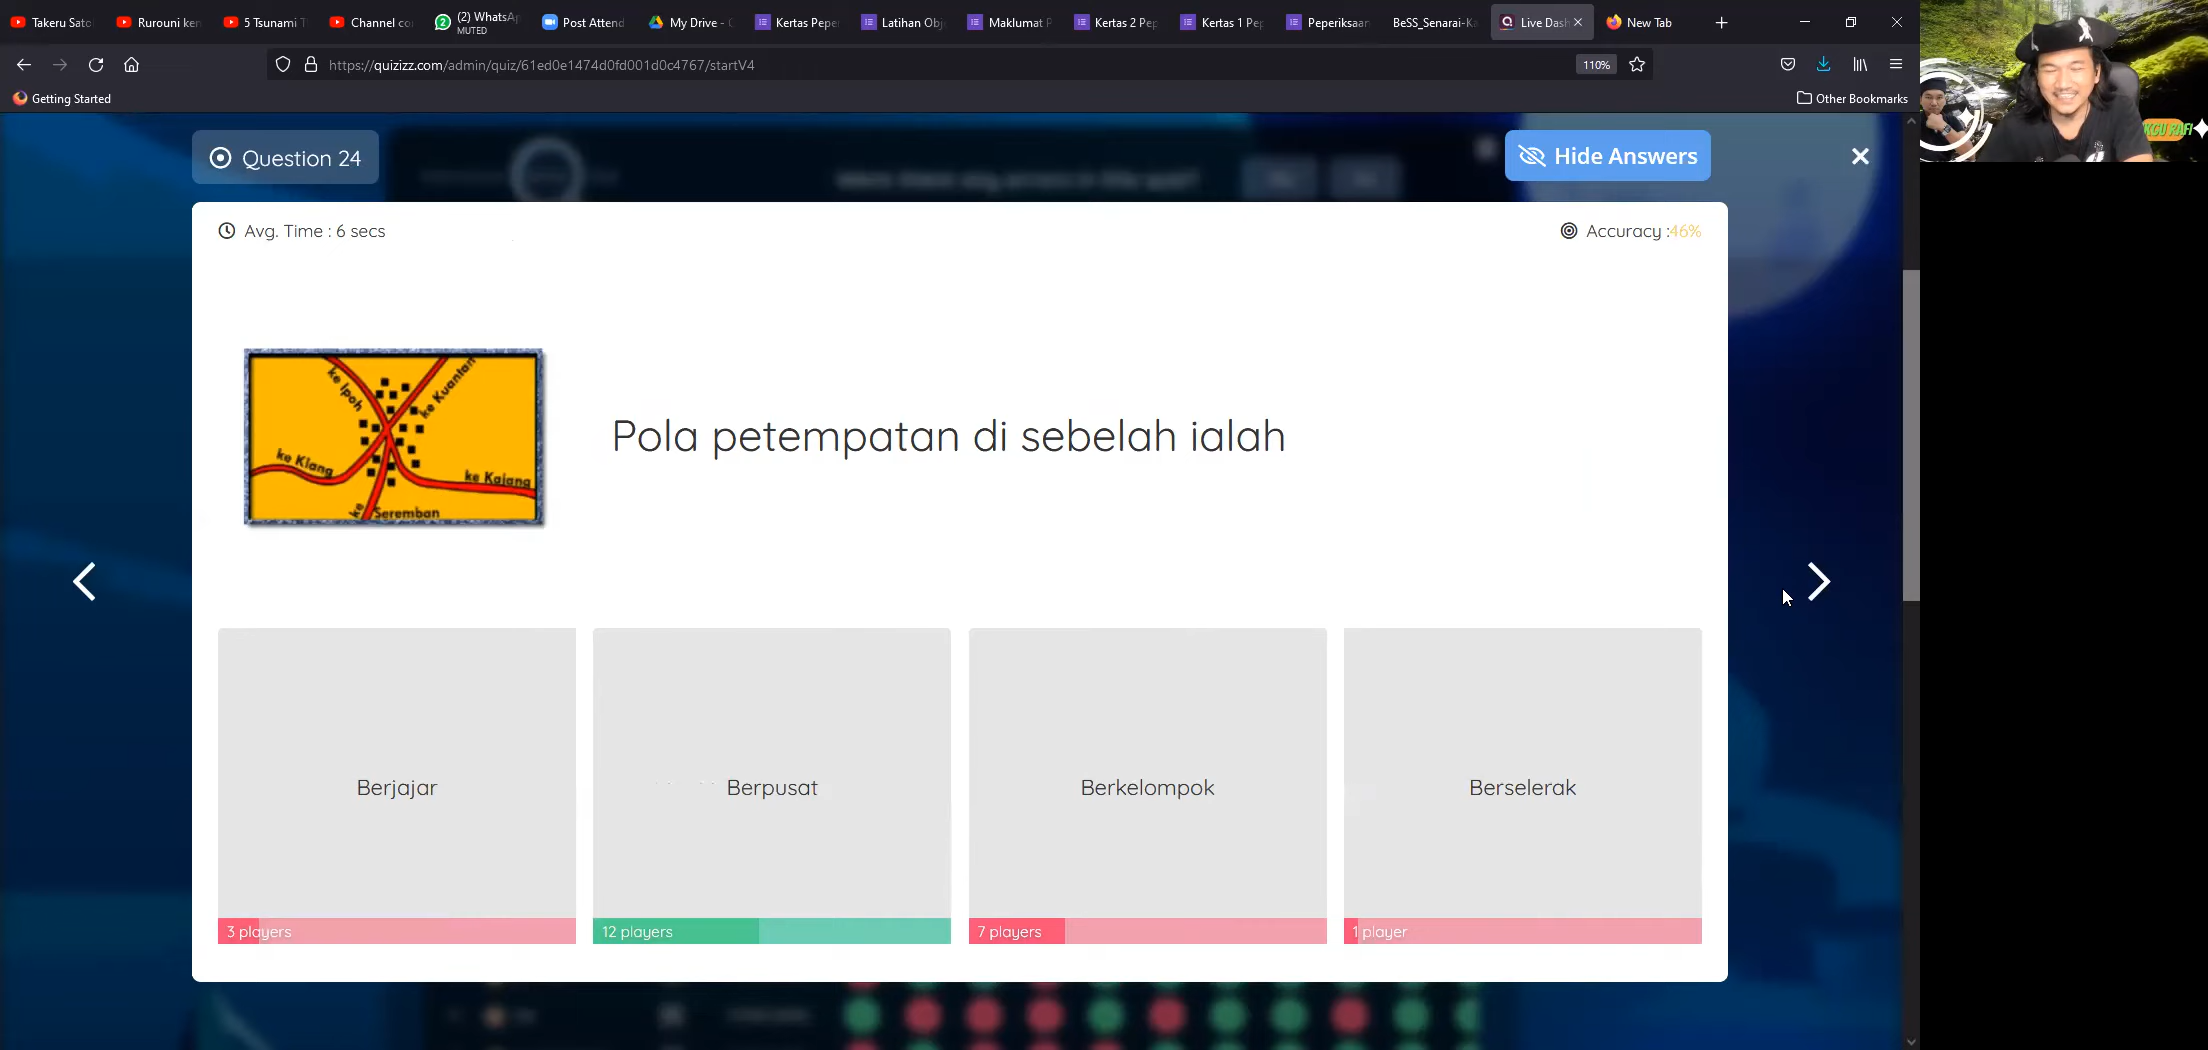 Takeru Sato
Rurouni ken
5 Tsunami T
Channel co
(2) WhatsAp
MUTED
Post Attend
My Drive - G
Kertas Pepe
Latihan Obj
Maklumat P
Kertas 2 Pep
Kertas 1 Pep
Peperiksaan
BeSS_Senarai-Ka
Live Dash
New Tab
https://quizizz.com/admin/quiz/61ed0e1474d0fd001d0c4767/startV4
110%
Getting Started
Other Bookmarks
Question 24
Hide Answers
Avg. Time : 6 secs
Accuracy :46%
ke Ipoh
ke Kuantan
ke Klang
ke Kajang
ke Seremban
Pola petempatan di sebelah ialah
Berjajar
Berpusat
Berkelompok
Berselerak
3 players
12 players
7 players
1 player